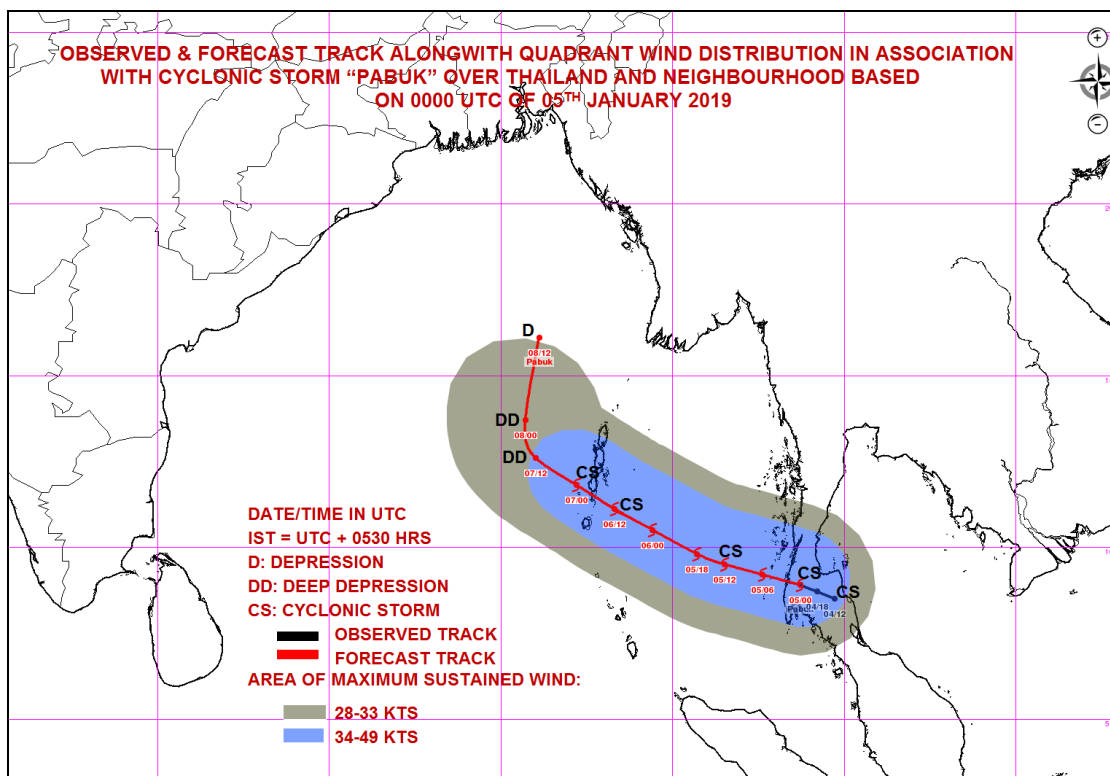 OBSERVED & FORECAST TRACK ALONGWITH QUADRANT WIND DISTRIBUTION IN ASSOCIATION
WITH CYCLONIC STORM “PABUK” OVER THAILAND AND NEIGHBOURHOOD BASED
ON 0000 UTC OF 05TH JANUARY 2019
+
−
20
D
08/12
Pabuk
15
DD
08/00
DD
07/12
CS
07/00
CS
06/12
06/00
10
05/18
CS
05/12
05/06
CS
05/00
CS
04/18
04/12
5
DATE/TIME IN UTC
IST = UTC + 0530 HRS
D: DEPRESSION
DD: DEEP DEPRESSION
CS: CYCLONIC STORM
OBSERVED TRACK
FORECAST TRACK
AREA OF MAXIMUM SUSTAINED WIND:
28-33 KTS
34-49 KTS